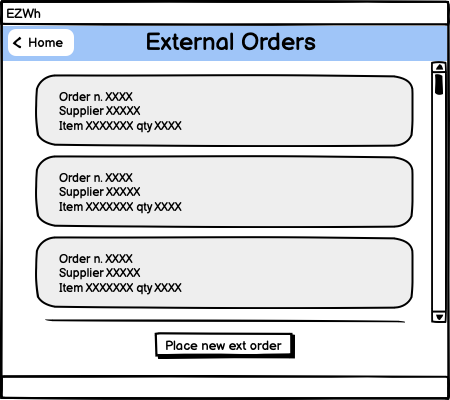 EZWh
Home
External Orders
Order n. XXXX
Supplier XXXXX
Item XXXXXXX qty XXXX
Order n. XXXX
Supplier XXXXX
Item XXXXXXX qty XXXX
Order n. XXXX
Supplier XXXXX
Item XXXXXXX qty XXXX
Place new ext order